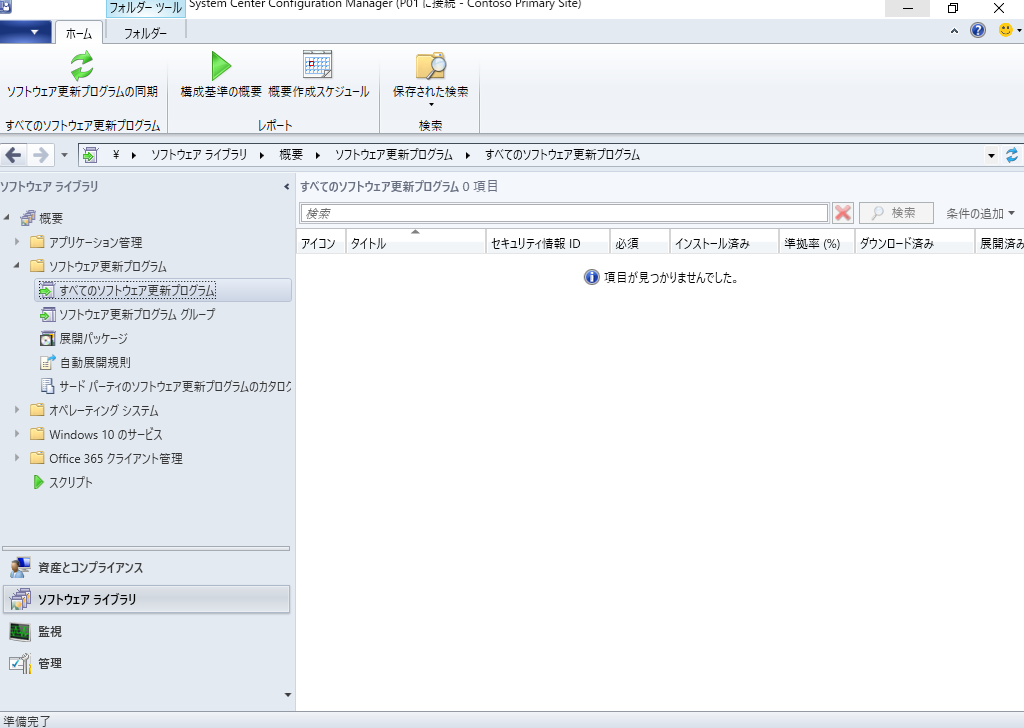 フォルダー ツール
System Center Configuration Manager (P01 に接続 - Contoso Primary Site)
ホーム
フォルダー
ソフトウェア更新プログラムの同期
構成基準の概要
概要作成スケジュール
保存された検索
すべてのソフトウェア更新プログラム
レポート
検索
¥ ▸ ソフトウェア ライブラリ ▸ 概要 ▸ ソフトウェア更新プログラム ▸ すべてのソフトウェア更新プログラム
ソフトウェア ライブラリ
概要
アプリケーション管理
ソフトウェア更新プログラム
すべてのソフトウェア更新プログラム
ソフトウェア更新プログラム グループ
展開パッケージ
自動展開規則
サード パーティのソフトウェア更新プログラムのカタログ
オペレーティング システム
Windows 10 のサービス
Office 365 クライアント管理
スクリプト
資産とコンプライアンス
ソフトウェア ライブラリ
監視
管理
すべてのソフトウェア更新プログラム 0 項目
検索
検索
条件の追加
アイコン
タイトル
セキュリティ情報 ID
必須
インストール済み
準拠率 (%)
ダウンロード済み
展開済み
項目が見つかりませんでした。
準備完了